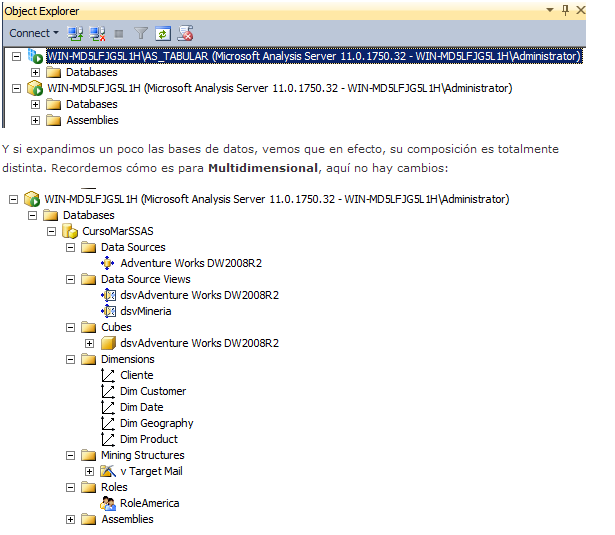 Object Explorer
Connect
WIN-MD5LFJG5L1H\AS_TABULAR (Microsoft Analysis Server 11.0.1750.32 - WIN-MD5LFJG5L1H\Administrator)
Databases
WIN-MD5LFJG5L1H (Microsoft Analysis Server 11.0.1750.32 - WIN-MD5LFJG5L1H\Administrator)
Databases
Assemblies
Y si expandimos un poco las bases de datos, vemos que en efecto, su composición es totalmente
distinta. Recordemos cómo es para Multidimensional, aquí no hay cambios:
WIN-MD5LFJG5L1H (Microsoft Analysis Server 11.0.1750.32 - WIN-MD5LFJG5L1H\Administrator)
Databases
CursoMarSSAS
Data Sources
Adventure Works DW2008R2
Data Source Views
dsvAdventure Works DW2008R2
dsvMineria
Cubes
dsvAdventure Works DW2008R2
Dimensions
Cliente
Dim Customer
Dim Date
Dim Geography
Dim Product
Mining Structures
v Target Mail
Roles
RoleAmerica
Assemblies